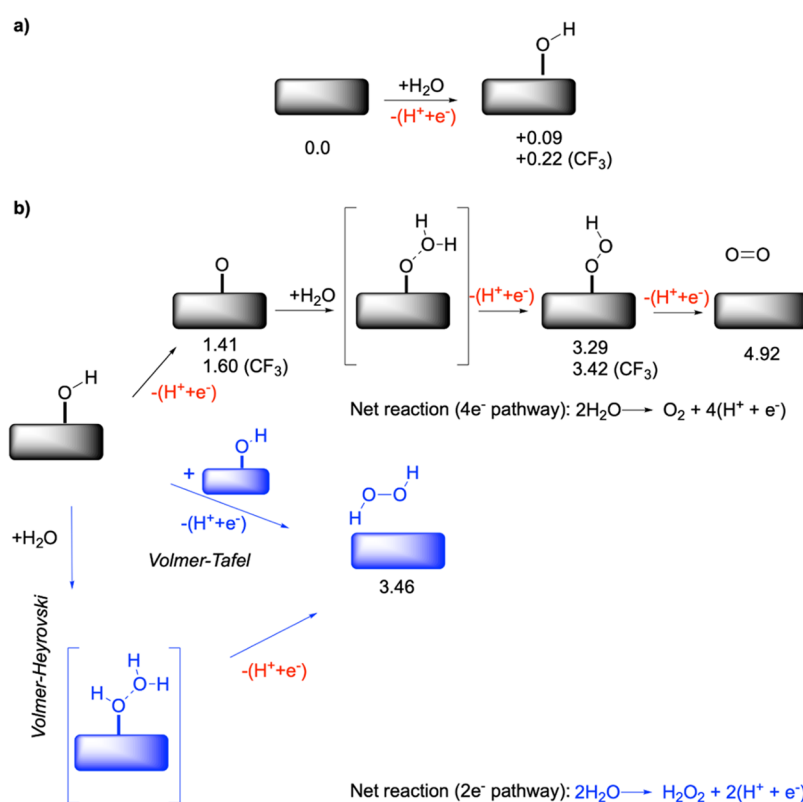 a)
H
O
+H₂O
-(H⁺+e⁻)
0.0
+0.09
+0.22 (CF₃)
b)
H
O-H
O
H
O
O
O=O
O
+H₂O
-(H⁺+e⁻)
-(H⁺+e⁻)
1.41
1.60 (CF₃)
3.29
3.42 (CF₃)
4.92
-(H⁺+e⁻)
O-H
Net reaction (4e⁻ pathway): 2H₂O → O₂ + 4(H⁺ + e⁻)
H
O
+
-(H⁺+e⁻)
H
O-O
H
+H₂O
Volmer-Tafel
3.46
Volmer-Heyrovski
-(H⁺+e⁻)
H
H O-H
O
Net reaction (2e⁻ pathway): 2H₂O → H₂O₂ + 2(H⁺ + e⁻)